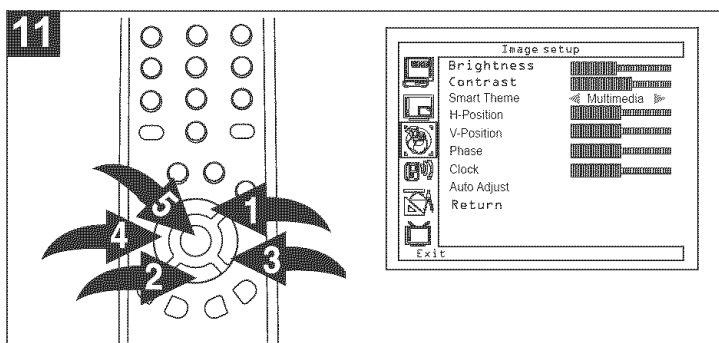 11
5
1
4
3
2
Image setup
Brightness
Contrast
Smart Theme Multimedia
H-Position
V-Position
Phase
Clock
Auto Adjust
Return
Exit